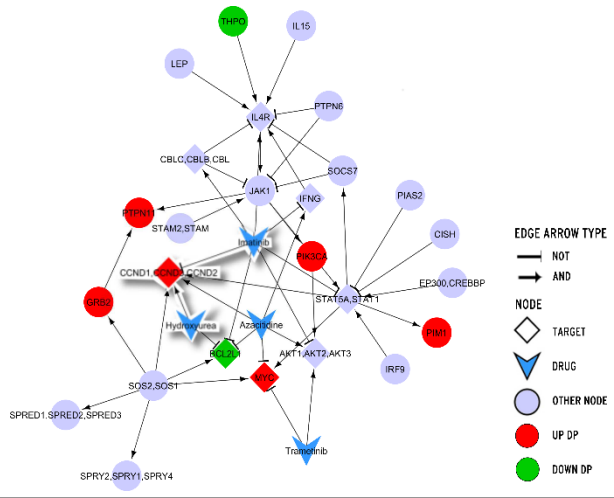 THPO
IL15
LEP
PTPN6
IL4R
CBLC,CBLB,CBL
SOCS7
JAK1
IFNG
PIAS2
PTPN11
STAM2,STAM
CISH
Imatinib
PIK3CA
CCND1,CCND3,CCND2
EP300,CREBBP
STAT5A,STAT1
GRB2
Hydroxyurea
Azacitidine
PIM1
BCL2L1
AKT1,AKT2,AKT3
IRF9
MYC
SOS2,SOS1
SPRED1,SPRED2,SPRED3
Trametinib
SPRY2,SPRY1,SPRY4
EDGE ARROW TYPE
NOT
AND
NODE
TARGET
DRUG
OTHER NODE
UP DP
DOWN DP